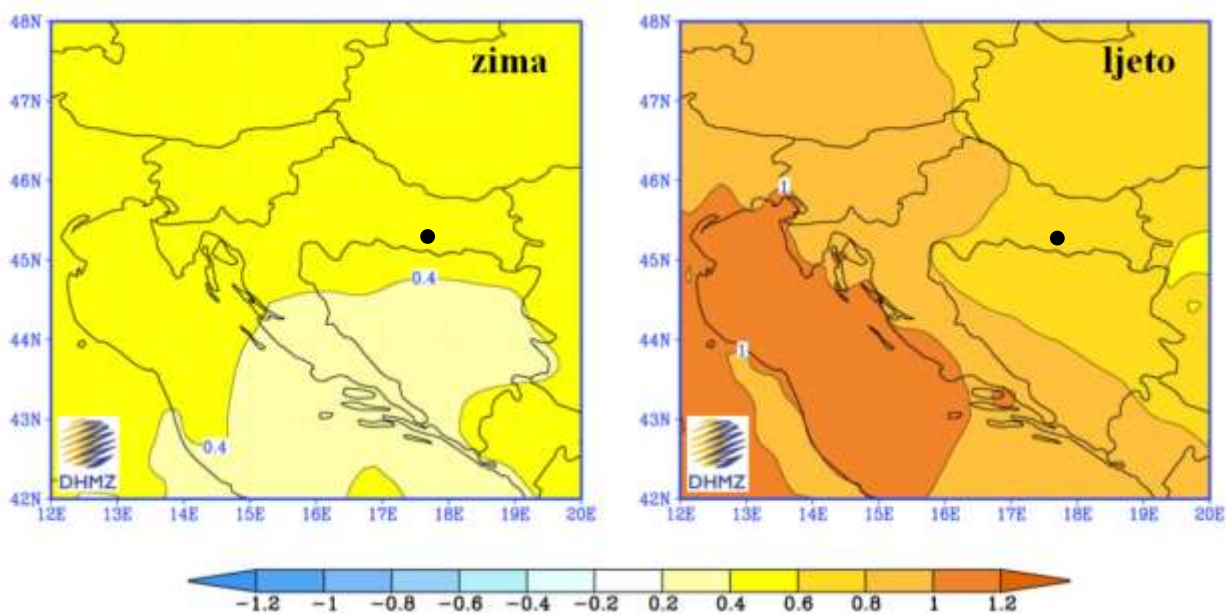 48N
zima
47N
46N
45N
0.4
44N
43N
0.4
DHMZ
42N
12E 13E 14E 15E 16E 17E 18E 19E 20E
48N
ljeto
47N
46N
1
45N
44N
1
43N
DHMZ
42N
12E 13E 14E 15E 16E 17E 18E 19E 20E
-1.2 -1 -0.8 -0.6 -0.4 -0.2 0.2 0.4 0.6 0.8 1 1.2